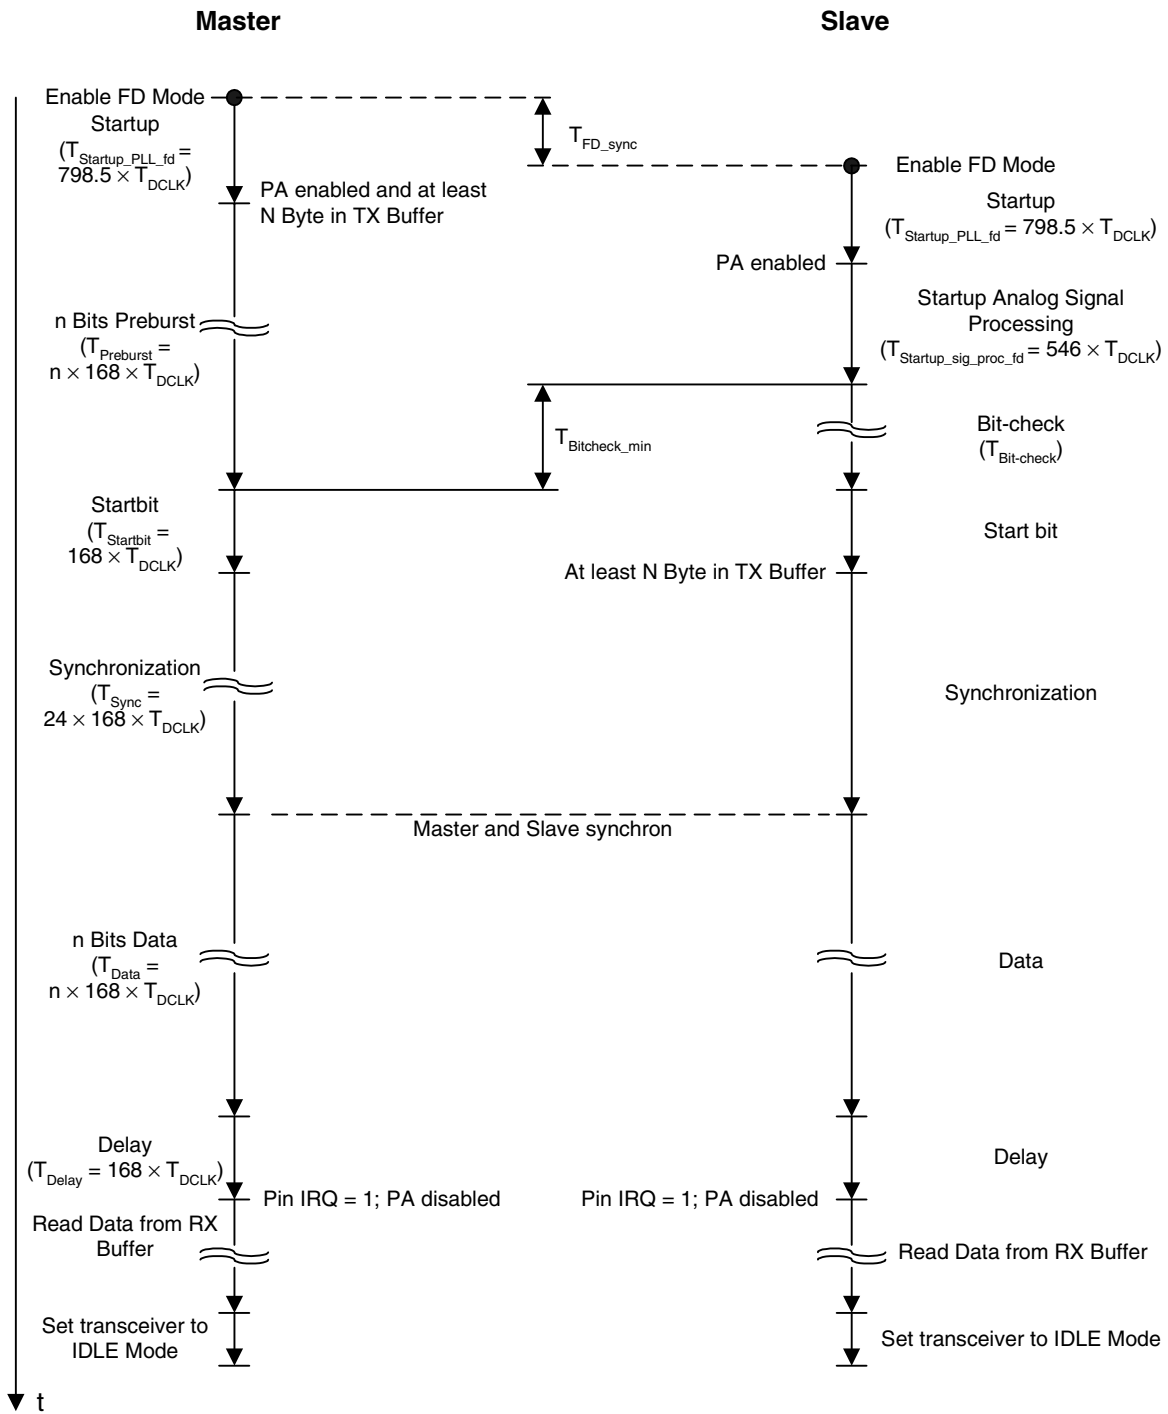 Master
Slave
Enable FD Mode
Startup
(T_Startup_PLL_fd =
798.5 × T_DCLK)
T_FD_sync
Enable FD Mode
PA enabled and at least
N Byte in TX Buffer
Startup
(T_Startup_PLL_fd = 798.5 × T_DCLK)
PA enabled
n Bits Preburst
(T_Preburst =
n × 168 × T_DCLK)
Startup Analog Signal
Processing
(T_Startup_sig_proc_fd = 546 × T_DCLK)
T_Bitcheck_min
Bit-check
(T_Bit-check)
Startbit
(T_Startbit =
168 × T_DCLK)
Start bit
At least N Byte in TX Buffer
Synchronization
(T_Sync =
24 × 168 × T_DCLK)
Synchronization
Master and Slave synchron
n Bits Data
(T_Data =
n × 168 × T_DCLK)
Data
Delay
(T_Delay = 168 × T_DCLK)
Delay
Pin IRQ = 1; PA disabled
Pin IRQ = 1; PA disabled
Read Data from RX
Buffer
Read Data from RX Buffer
Set transceiver to
IDLE Mode
Set transceiver to IDLE Mode
t